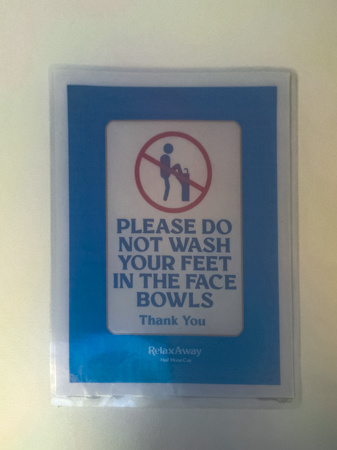 PLEASE DO
NOT WASH
YOUR FEET
IN THE FACE
BOWLS
Thank You
RelaxAway